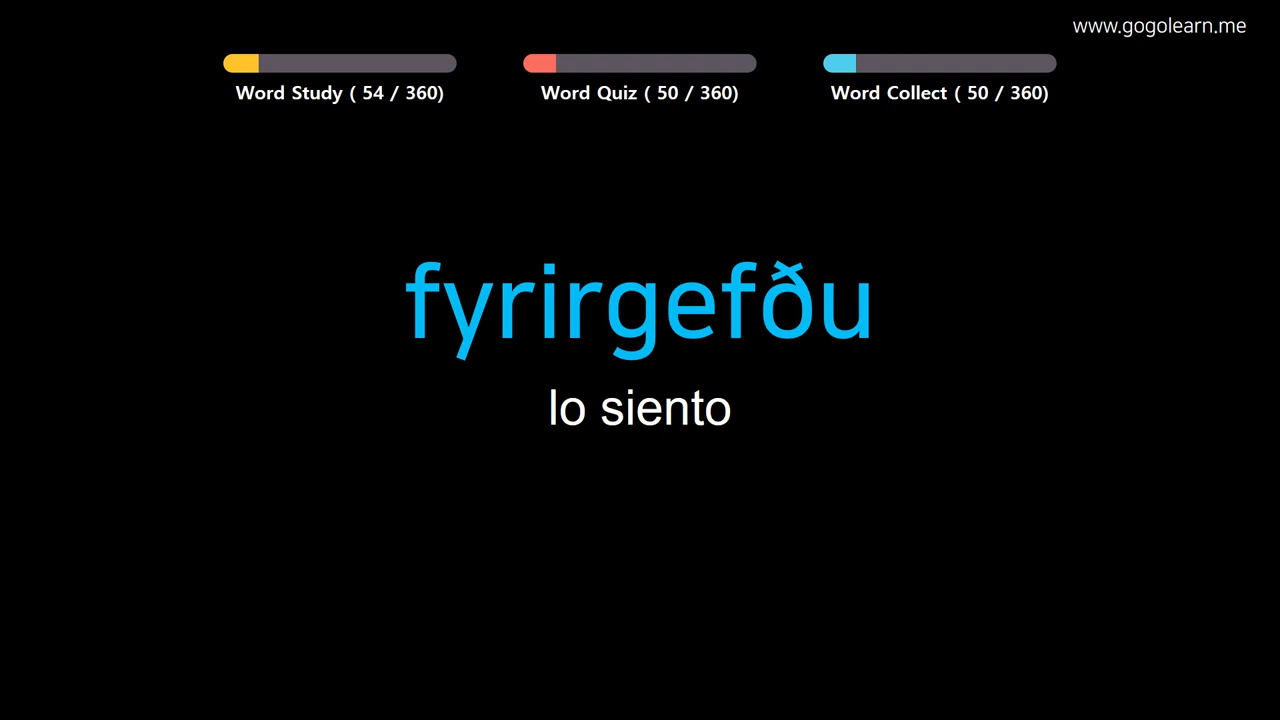 www.gogolearn.me
Word Study ( 54 / 360)
Word Quiz ( 50 / 360)
Word Collect ( 50 / 360)
fyrirgefðu
lo siento